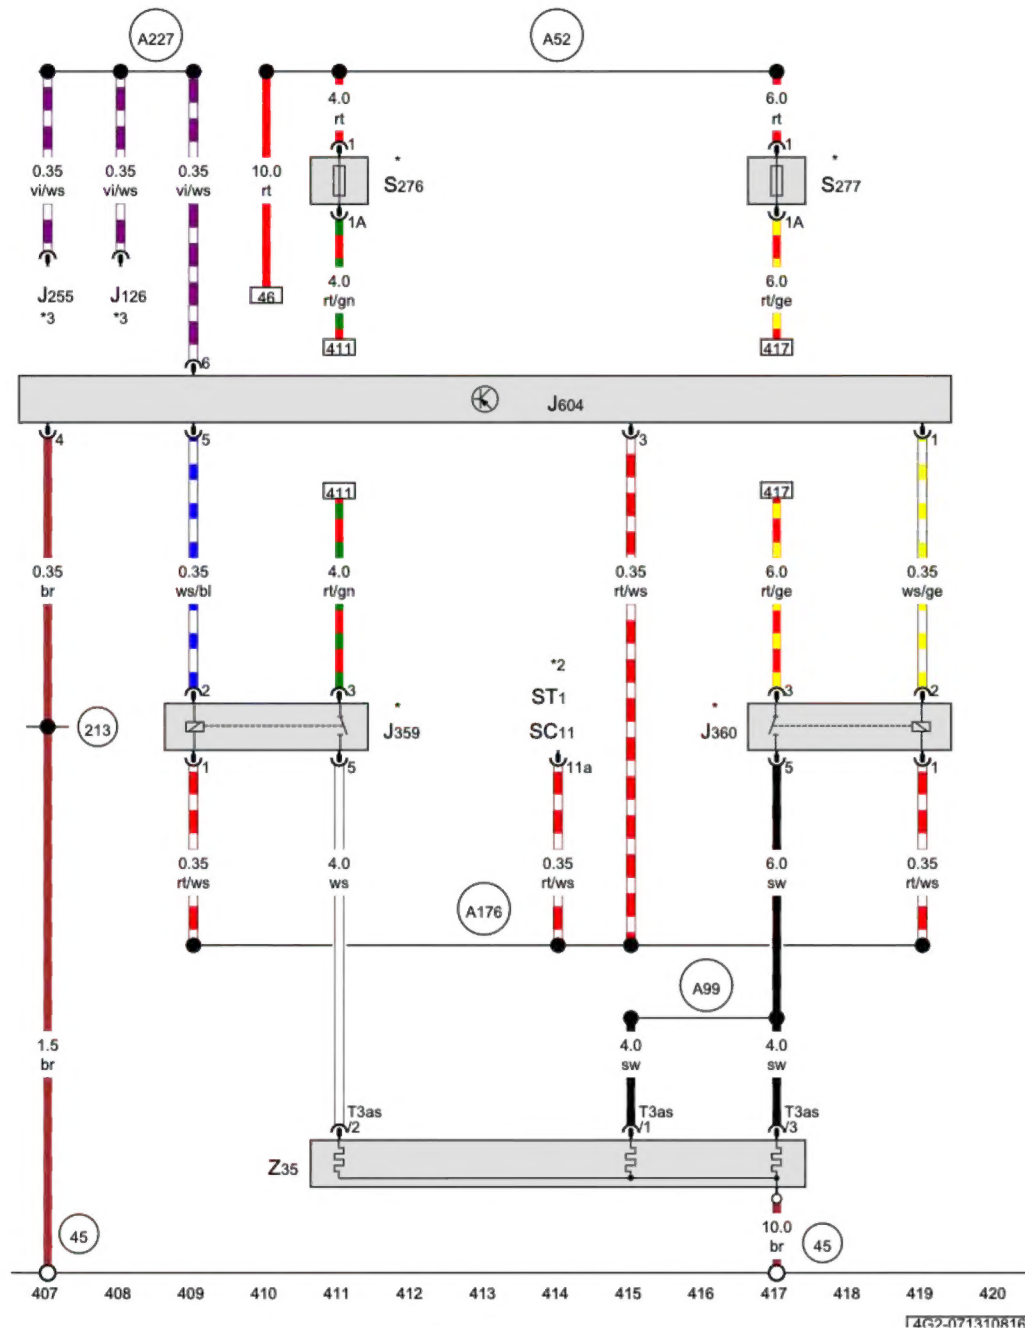 A227
A52
4.0
rt
6.0
rt
1
1
*
*
0.35
vi/ws
0.35
vi/ws
0.35
vi/ws
10.0
rt
S276
S277
1A
1A
4.0
rt/gn
6.0
rt/ge
J255
*3
J126
*3
46
411
417
6
J604
4
5
3
1
411
417
0.35
br
0.35
ws/bl
4.0
rt/gn
0.35
rt/ws
6.0
rt/ge
0.35
ws/ge
*2
ST1
SC11
2
3
3
2
*
*
213
J359
J360
1
5
11a
5
1
0.35
rt/ws
4.0
ws
0.35
rt/ws
6.0
sw
0.35
rt/ws
A176
A99
1.5
br
4.0
sw
4.0
sw
T3as
/2
T3as
/1
T3as
/3
Z35
10.0
br
45
45
407 408 409 410 411 412 413 414 415 416 417 418 419 420
4G2-071310816